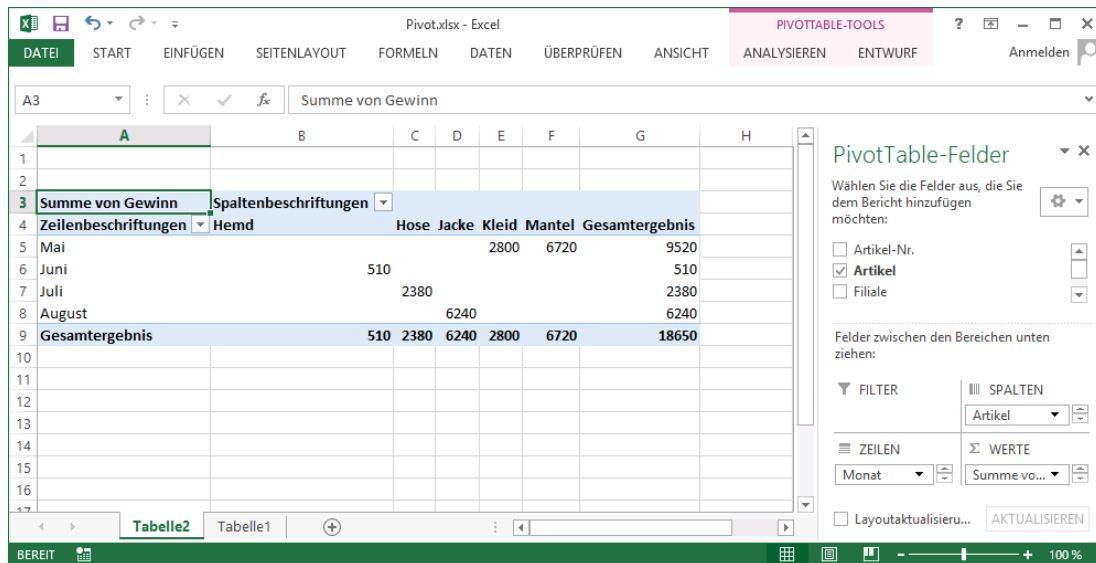 Pivot.xlsx - Excel
PIVOTTABLE-TOOLS
?
DATEI START EINFÜGEN SEITENLAYOUT FORMELN DATEN ÜBERPRÜFEN ANSICHT ANALYSIEREN ENTWURF Anmelden
A3 fx Summe von Gewinn
A B C D E F G H
1
2
3 Summe von Gewinn Spaltenbeschriftungen
4 Zeilenbeschriftungen Hemd Hose Jacke Kleid Mantel Gesamtergebnis
5 Mai 2800 6720 9520
6 Juni 510 510
7 Juli 2380 2380
8 August 6240 6240
9 Gesamtergebnis 510 2380 6240 2800 6720 18650
10
11
12
13
14
15
16
17
PivotTable-Felder
Wählen Sie die Felder aus, die Sie
dem Bericht hinzufügen
möchten:
Artikel-Nr.
Artikel
Filiale
Felder zwischen den Bereichen unten
ziehen:
FILTER
SPALTEN
Artikel
ZEILEN
Σ WERTE
Monat
Summe vo...
Layoutaktualisieru... AKTUALISIEREN
Tabelle2 Tabelle1
BEREIT 100 %